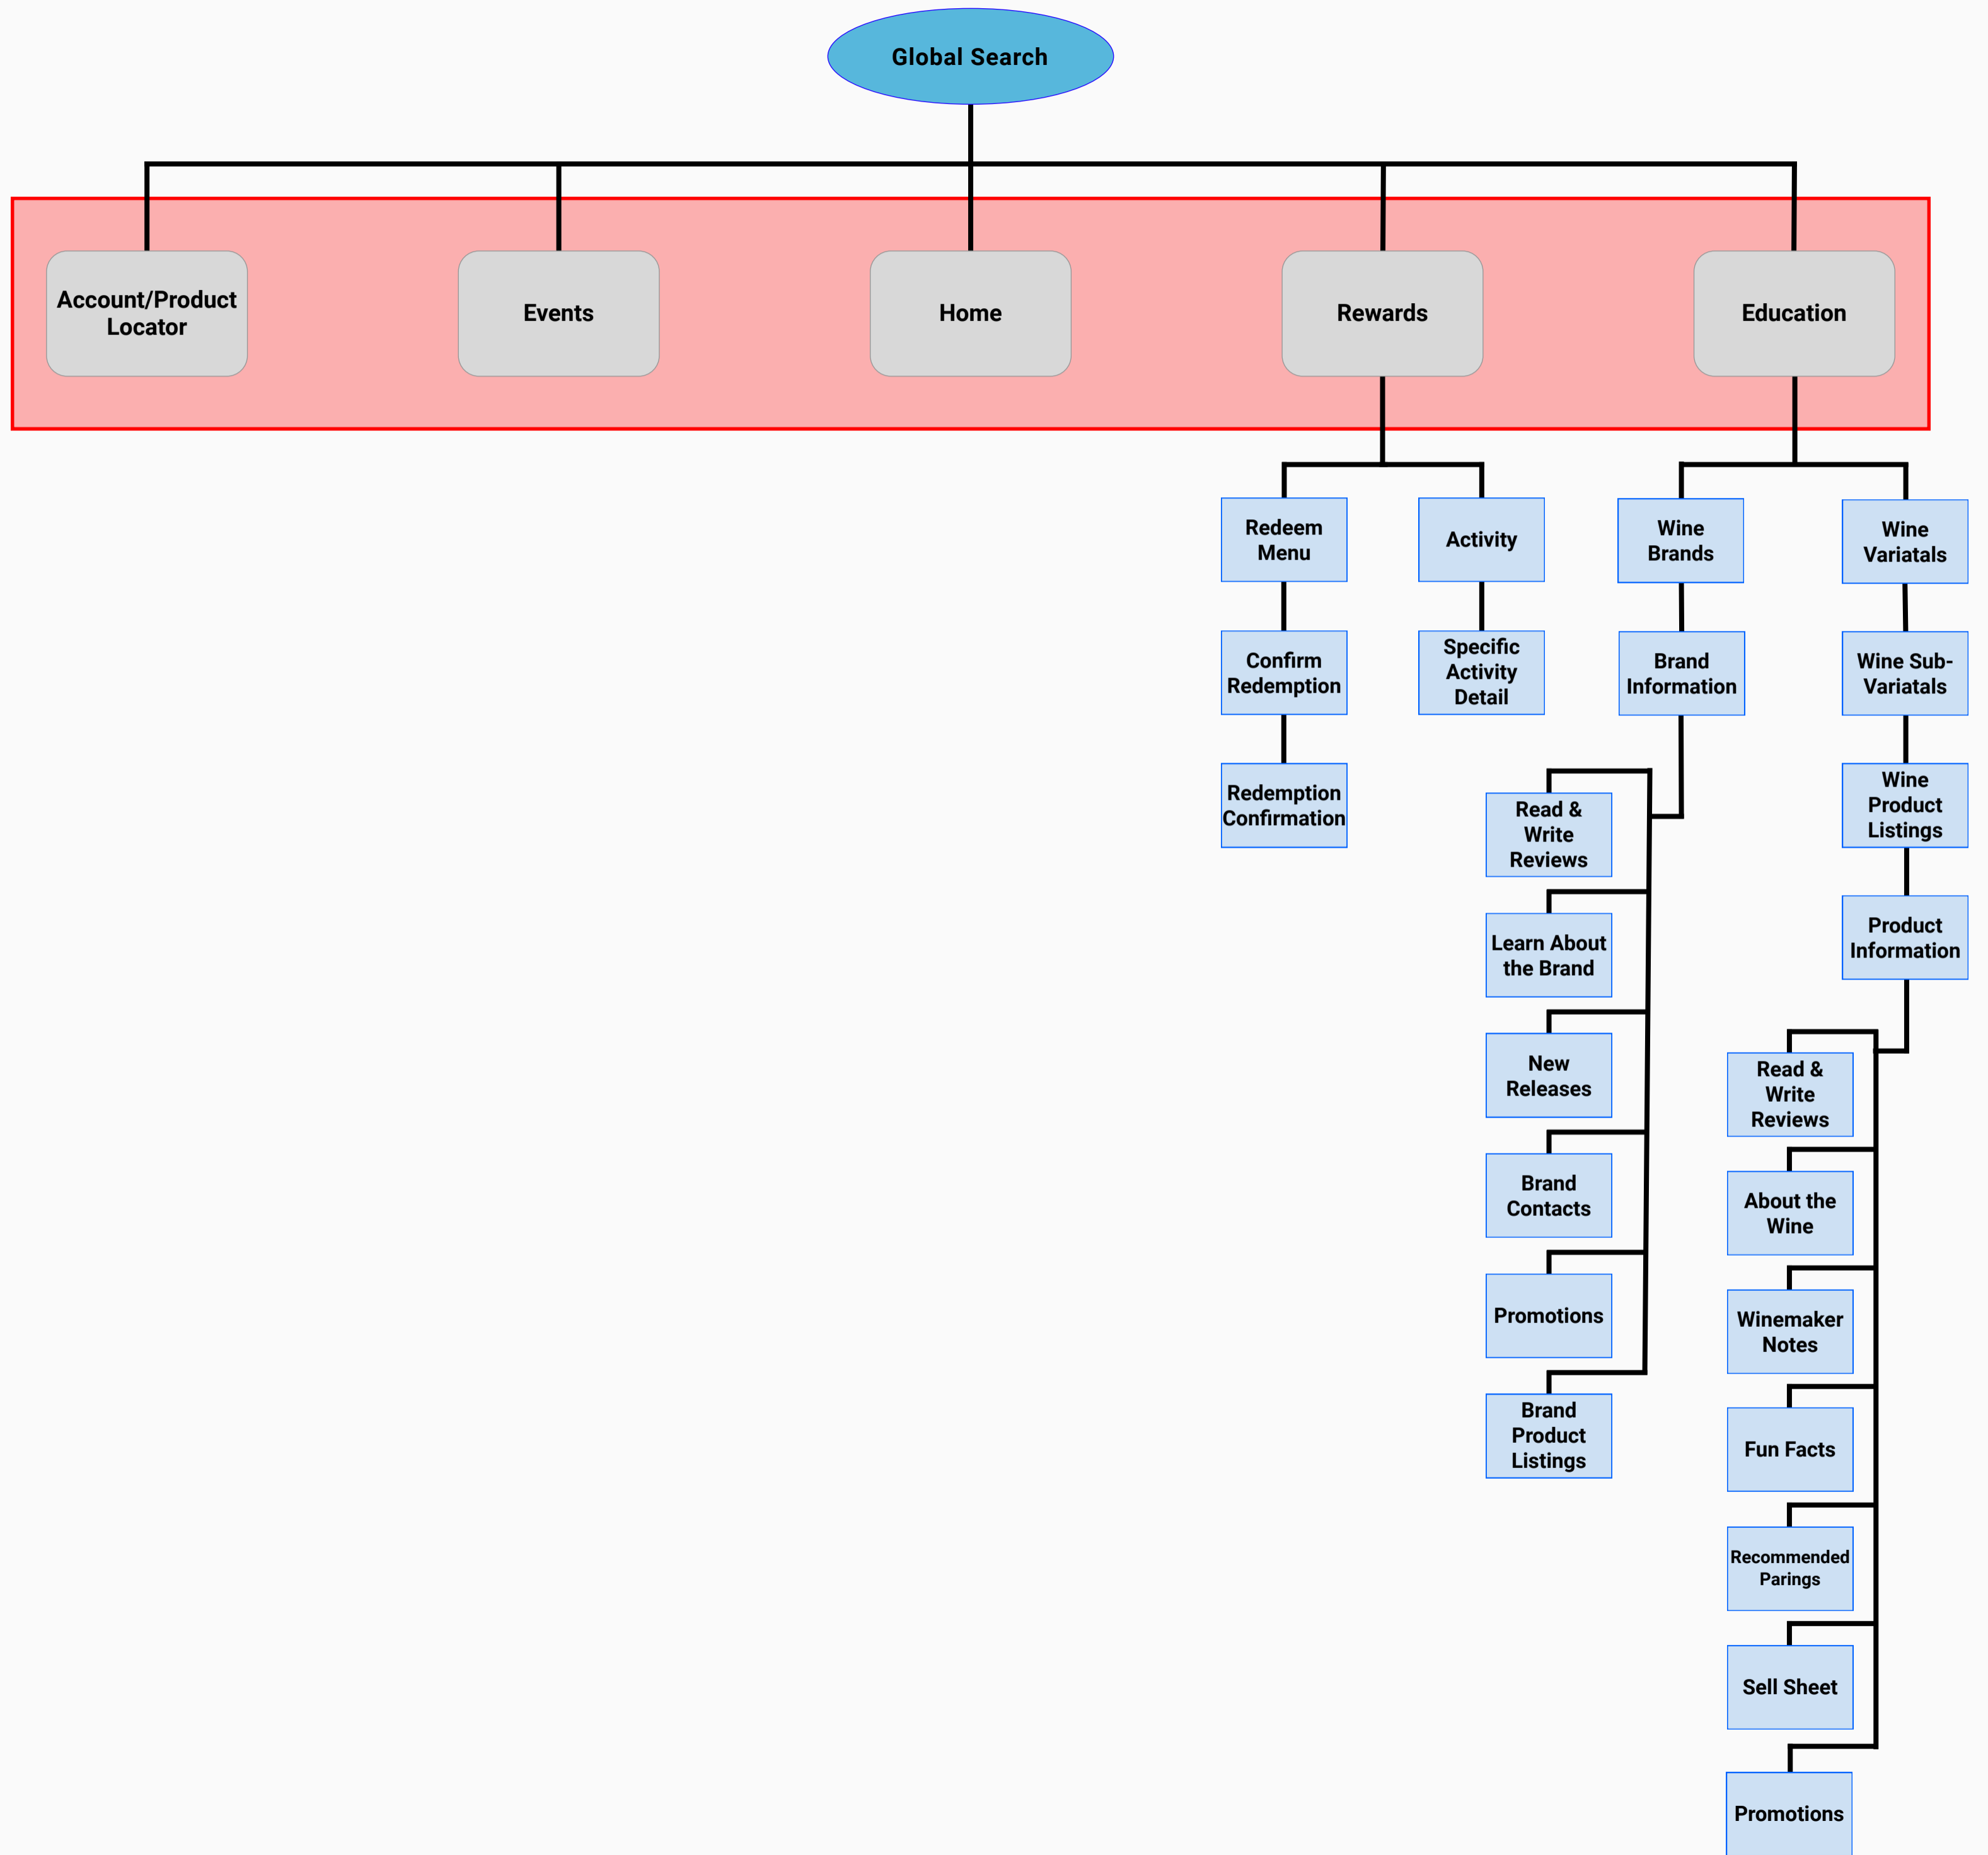 Global Search
Account/Product
Locator
Events
Home
Rewards
Education
Redeem
Menu
Activity
Wine
Brands
Wine
Variatals
Confirm
Redemption
Specific
Activity
Detail
Brand
Information
Wine Sub-
Variatals
Redemption
Confirmation
Read &
Write
Reviews
Learn About
the Brand
New
Releases
Brand
Contacts
Promotions
Brand
Product
Listings
Wine
Product
Listings
Product
Information
Read &
Write
Reviews
About the
Wine
Winemaker
Notes
Fun Facts
Recommended
Parings
Sell Sheet
Promotions